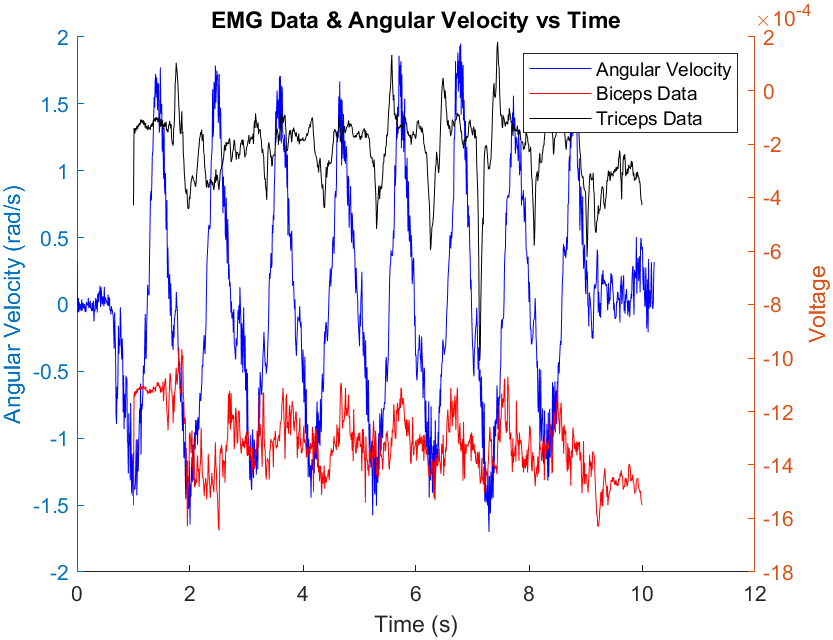 EMG Data & Angular Velocity vs Time
×10⁻⁴
2
1.5
1
0.5
0
-0.5
-1
-1.5
-2
Angular Velocity (rad/s)
Angular Velocity
Biceps Data
Triceps Data
2
0
-2
-4
-6
-8
-10
-12
-14
-16
-18
Voltage
0 2 4 6 8 10 12
Time (s)